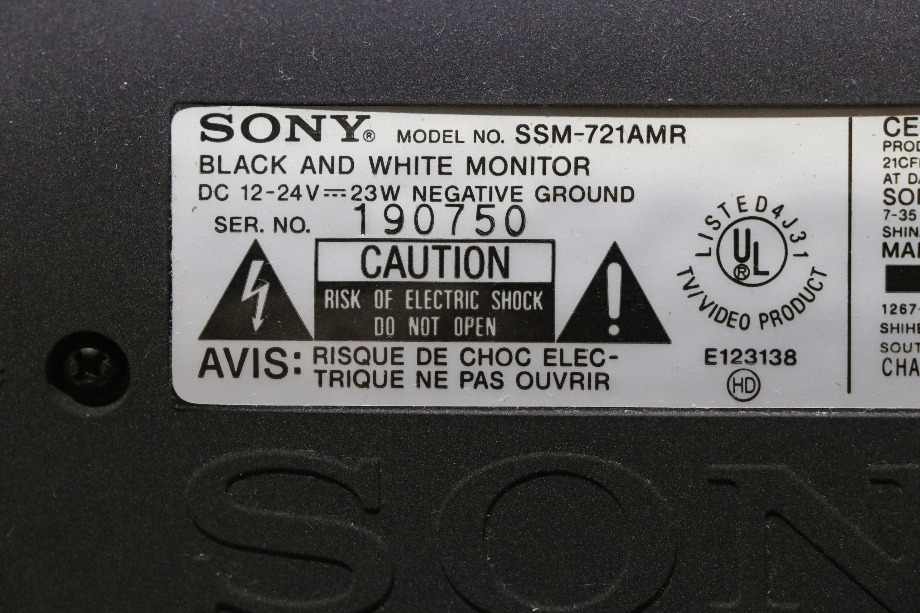 SONY® MODEL NO. SSM-721AMR
BLACK AND WHITE MONITOR
DC 12-24V⎓23W NEGATIVE GROUND
SER. NO. 190750
CAUTION
RISK OF ELECTRIC SHOCK
DO NOT OPEN
AVIS: RISQUE DE CHOC ELEC-
TRIQUE NE PAS OUVRIR
LISTED 4J31
UL®
TV/VIDEO PRODUCT
E123138
HD
CE
PROD
21CF
AT DA
SO
7-35
SHINA
MA
1267-
SHIHE
SOUT
CHA
SON